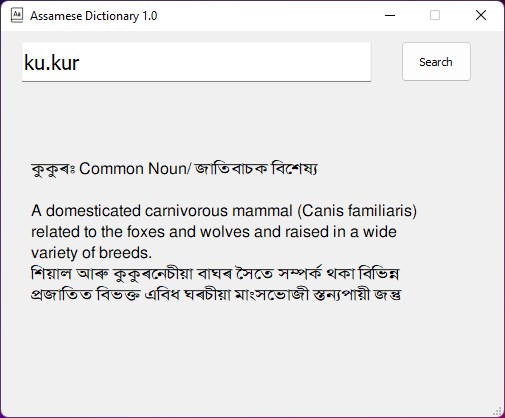 Assamese Dictionary 1.0
ku.kur
Search
কুকুৰঃ Common Noun/ জাতিবাচক বিশেষ্য
A domesticated carnivorous mammal (Canis familiaris)
related to the foxes and wolves and raised in a wide
variety of breeds.
শিয়াল আৰু কুকুৰনেচীয়া বাঘৰ সৈতে সম্পৰ্ক থকা বিভিন্ন
প্ৰজাতিত বিভক্ত এবিধ ঘৰচীয়া মাংসভোজী স্তন্যপায়ী জন্তু